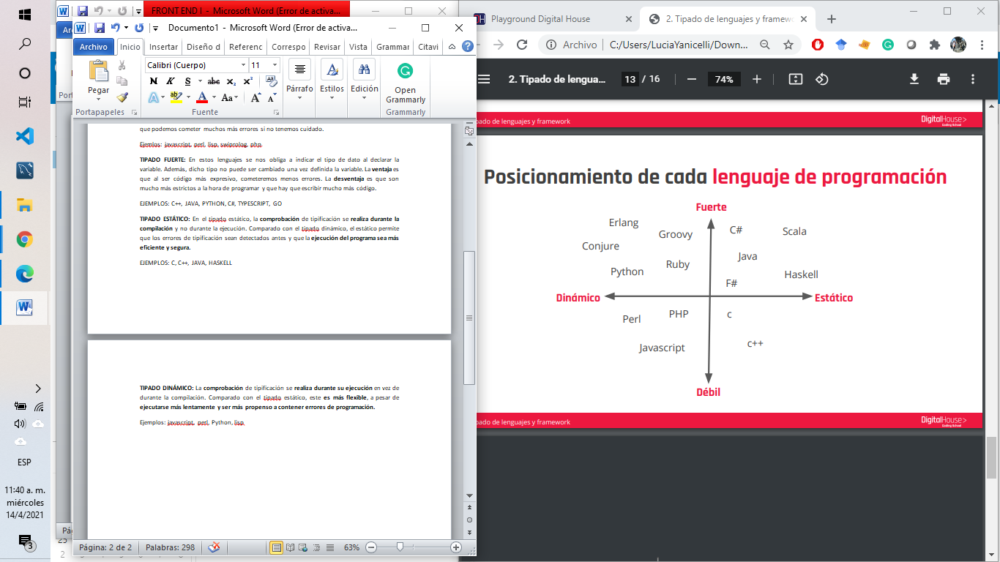 FRONT END I - Microsoft Word (Error de activa...
Documento1 - Microsoft Word (Error de activa...
Archivo Inicio Insertar Diseño d Referenc Correspo Revisar Vista Grammar Citavi
Calibri (Cuerpo) 11
N K S abc x₂ x²
A aby A Aa A A
Pegar
Párrafo Estilos Edición Open Grammarly
Portapapeles Fuente Grammarly
que podemos cometer muchos más errores si no tenemos cuidado.
Ejemlos: javascript, perl, lisp, swiprolog, php,
TIPADO FUERTE: En estos lenguajes se nos obliga a indicar el tipo de dato al declarar la
variable. Además, dicho tipo no puede ser cambiado una vez definida la variable. La ventaja es
que al ser código más expresivo, cometeremos menos errores. La desventaja es que son
mucho más estrictos a la hora de programar y que hay que escribir mucho más código.
EJEMPLOS: C++, JAVA, PYTHON, C#, TYPESCRIPT, GO
TIPADO ESTÁTICO: En el tipado estático, la comprobación de tipificación se realiza durante la
compilación y no durante la ejecución. Comparado con el tipado dinámico, el estático permite
que los errores de tipificación sean detectados antes y que la ejecución del programa sea más
eficiente y segura.
EJEMPLOS: C, C++, JAVA, HASKELL
TIPADO DINÁMICO: La comprobación de tipificación se realiza durante su ejecución en vez de
durante la compilación. Comparado con el tipado estático, este es más flexible, a pesar de
ejecutarse más lentamente y ser más propenso a contener errores de programación.
Ejemplos: javascript, perl, Python, lisp,
Página: 2 de 2 Palabras: 298 63%
Playground Digital House
2. Tipado de lenguajes y framew
Archivo C:/Users/LuciaYanicelli/Down...
2. Tipado de lengua... 13 / 16 74%
pado de lenguajes y framework
DigitalHouse>
Coding School
Posicionamiento de cada lenguaje de programación
Fuerte
Erlang
Groovy
C#
Scala
Conjure
Java
Python
Ruby
Haskell
F#
Dinámico
Estático
Perl
PHP
c
Javascript
c++
Débil
pado de lenguajes y framework
DigitalHouse>
Coding School
ESP
11:40 a. m.
miércoles
14/4/2021
3
25
2